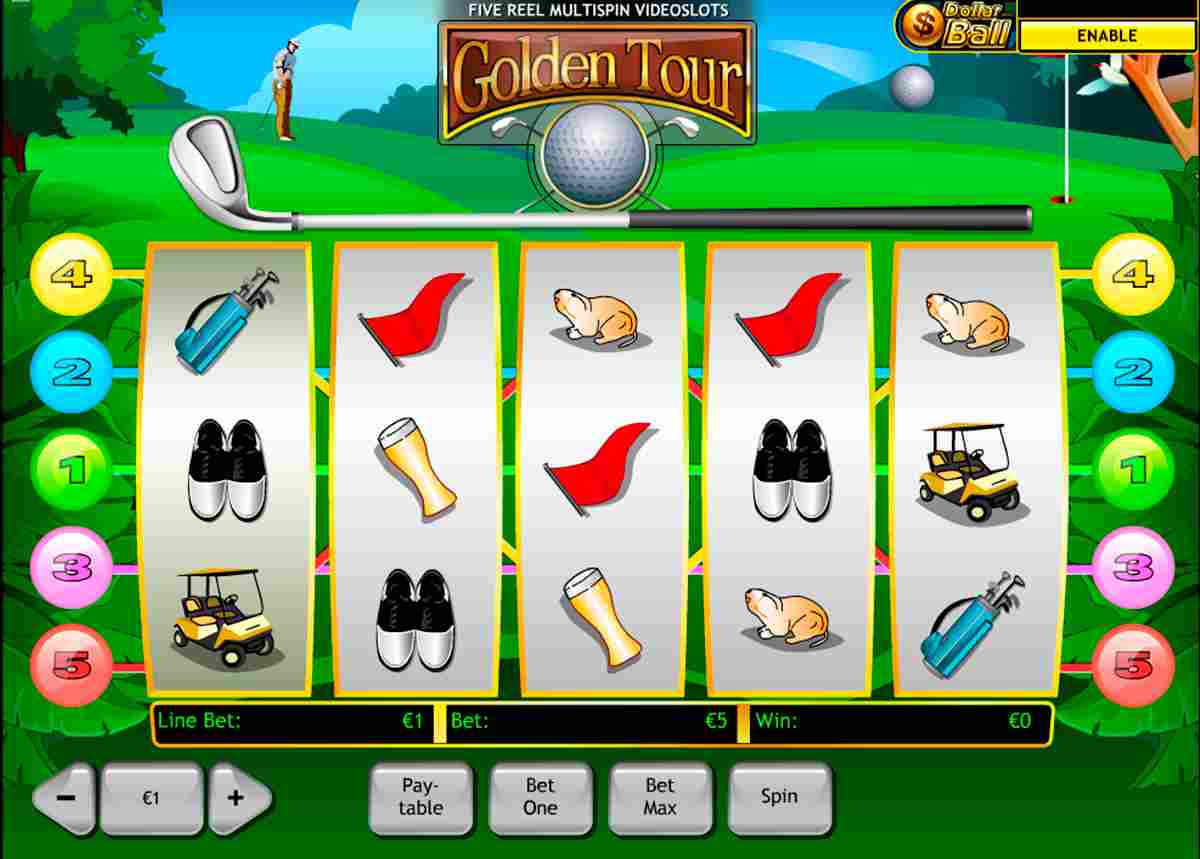 FIVE REEL MULTISPIN VIDEOSLOTS
Golden Tour
$ Dollar Ball
ENABLE
4 4
2 2
1 1
3 3
5 5
Line Bet: €1 Bet: €5 Win: €0
- €1 +
Pay-
table
Bet
One
Bet
Max
Spin